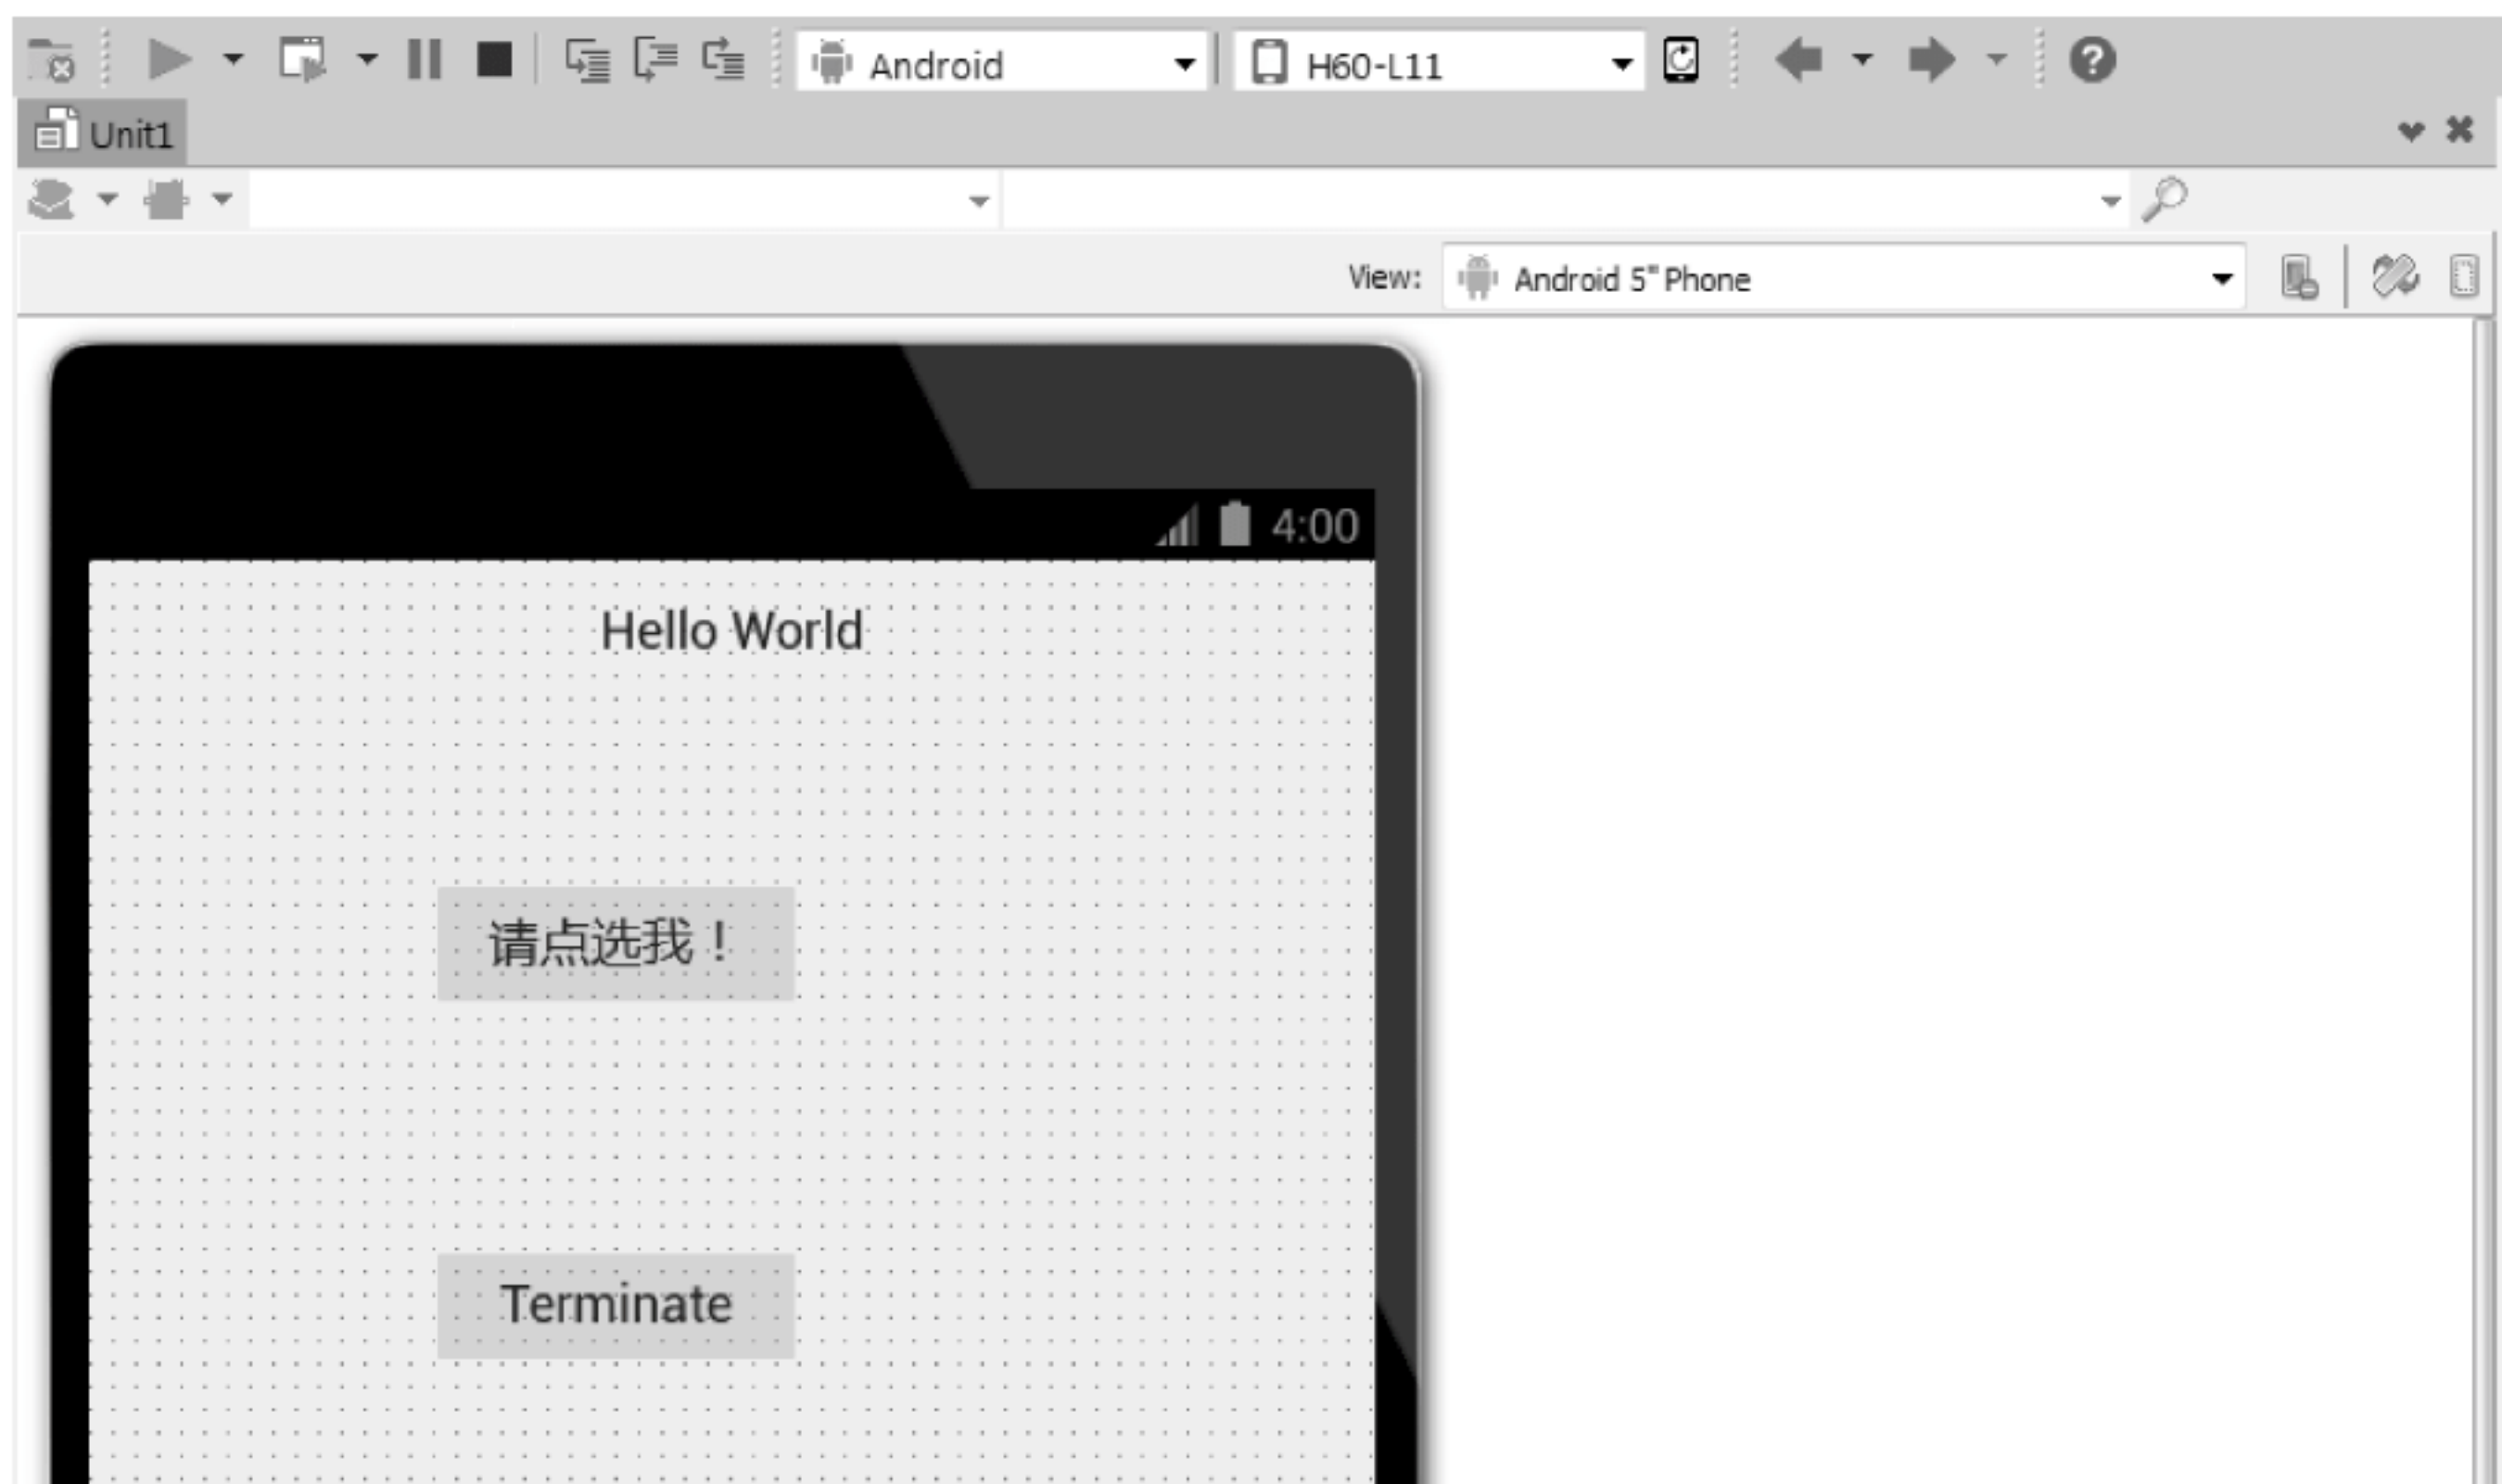 Android H60-L11
Unit1
View: Android 5" Phone
4:00
Hello World
请点选我！
Terminate